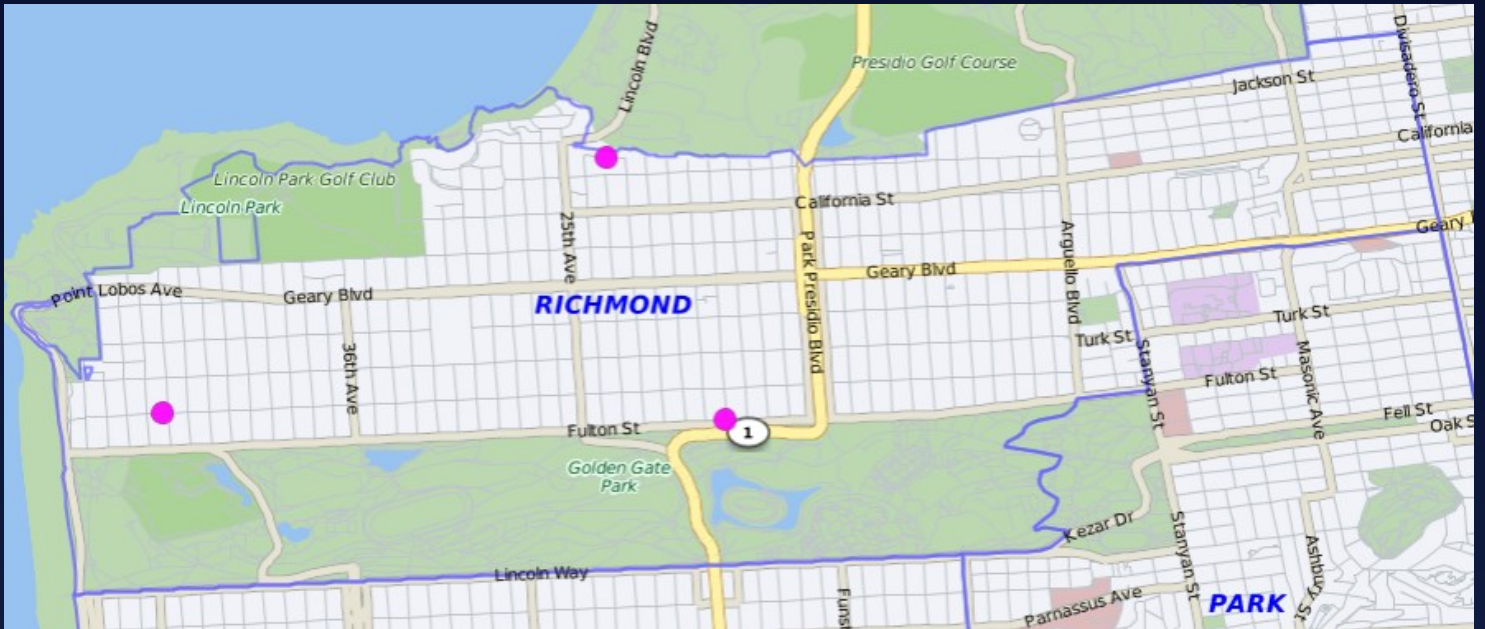 Lincoln Blvd
Presidio Golf Course
Divisadero St
Jackson St
California
Lincoln Park Golf Club
Lincoln Park
California St
25th Ave
Park Presidio Blvd
Arguello Blvd
Geary
Point Lobos Ave
Geary Blvd
RICHMOND
Geary Blvd
36th Ave
Turk St
Turk St
Stanyan St
Masonic Ave
Fulton St
Fulton St
1
Fell St
Oak S
Golden Gate
Park
Kezar Dr
Stanyan St
Ashbury St
Lincoln Way
Funst
Parnassus Ave
PARK